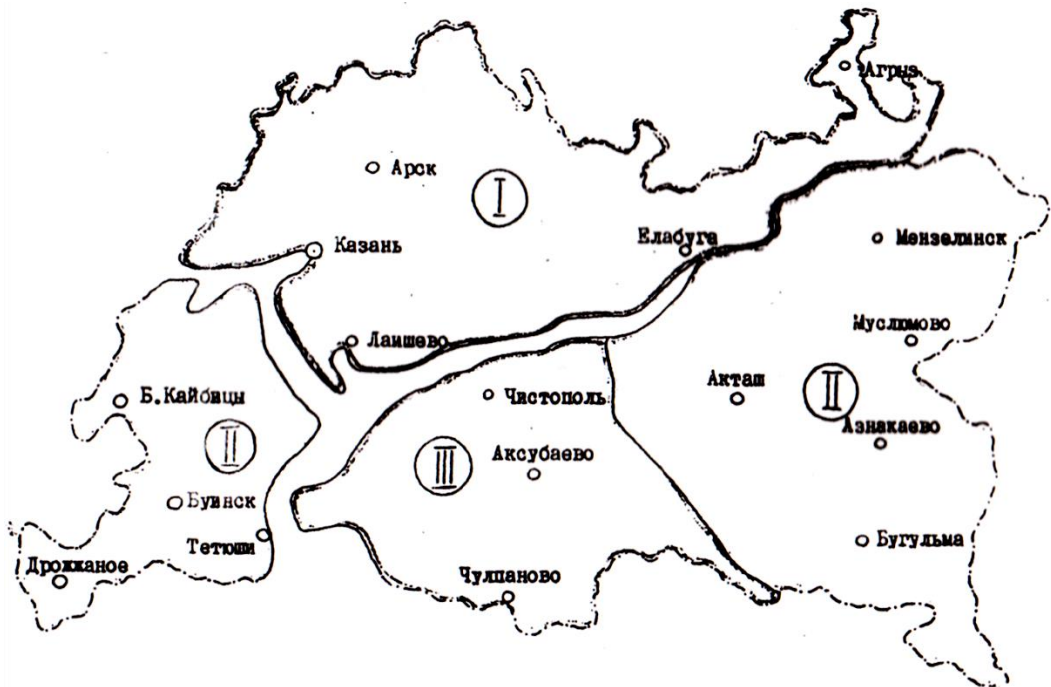 Агрыз
Арск
I
Казань
Елабуга
Мензелинск
Лаишево
Муслюмово
Б.Кайбицы
Чистополь
Акташ
II
Азнакаево
II
III
Аксубаево
Буинск
Тетюши
Бугульма
Дрожжаное
Чулпаново